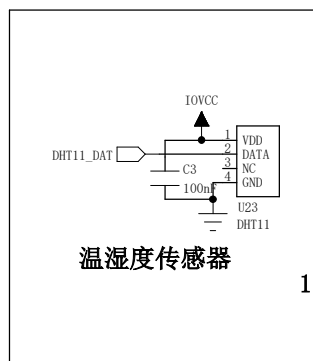 IOVCC
1 VDD
DHT11_DAT 2 DATA
3 NC
C3 4 GND
100nF
U23
DHT11
温湿度传感器
1